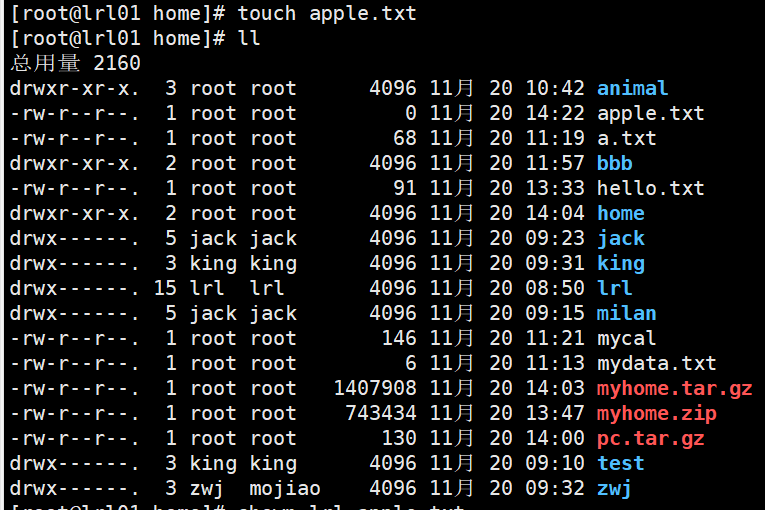 [root@lrl01 home]# touch apple.txt
[root@lrl01 home]# ll
总用量 2160
drwxr-xr-x.  3 root root      4096 11月  20 10:42 animal
-rw-r--r--.  1 root root         0 11月  20 14:22 apple.txt
-rw-r--r--.  1 root root        68 11月  20 11:19 a.txt
drwxr-xr-x.  2 root root      4096 11月  20 11:57 bbb
-rw-r--r--.  1 root root        91 11月  20 13:33 hello.txt
drwxr-xr-x.  2 root root      4096 11月  20 14:04 home
drwx------.  5 jack jack      4096 11月  20 09:23 jack
drwx------.  3 king king      4096 11月  20 09:31 king
drwx------. 15 lrl  lrl       4096 11月  20 08:50 lrl
drwx------.  5 jack jack      4096 11月  20 09:15 milan
-rw-r--r--.  1 root root       146 11月  20 11:21 mycal
-rw-r--r--.  1 root root         6 11月  20 11:13 mydata.txt
-rw-r--r--.  1 root root   1407908 11月  20 14:03 myhome.tar.gz
-rw-r--r--.  1 root root    743434 11月  20 13:47 myhome.zip
-rw-r--r--.  1 root root       130 11月  20 14:00 pc.tar.gz
drwx------.  3 king king      4096 11月  20 09:10 test
drwx------.  3 zwj  mojiao    4096 11月  20 09:32 zwj
[root@lrl01 home]# chown lrl apple.txt